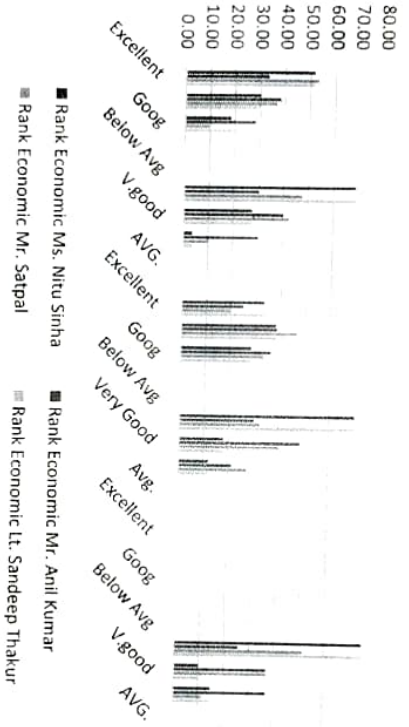 80.00
70.00
60.00
50.00
40.00
30.00
20.00
10.00
0.00
Excellent
Goog
Below Avg
V.good
AVG.
Excellent
Goog
Below Avg
Very Good
Avg.
Excellent
Goog
Below Avg
V.good
AVG.
Rank Economic Ms. Nitu Sinha
Rank Economic Mr. Anil Kumar
Rank Economic Mr. Satpal
Rank Economic Lt. Sandeep Thakur